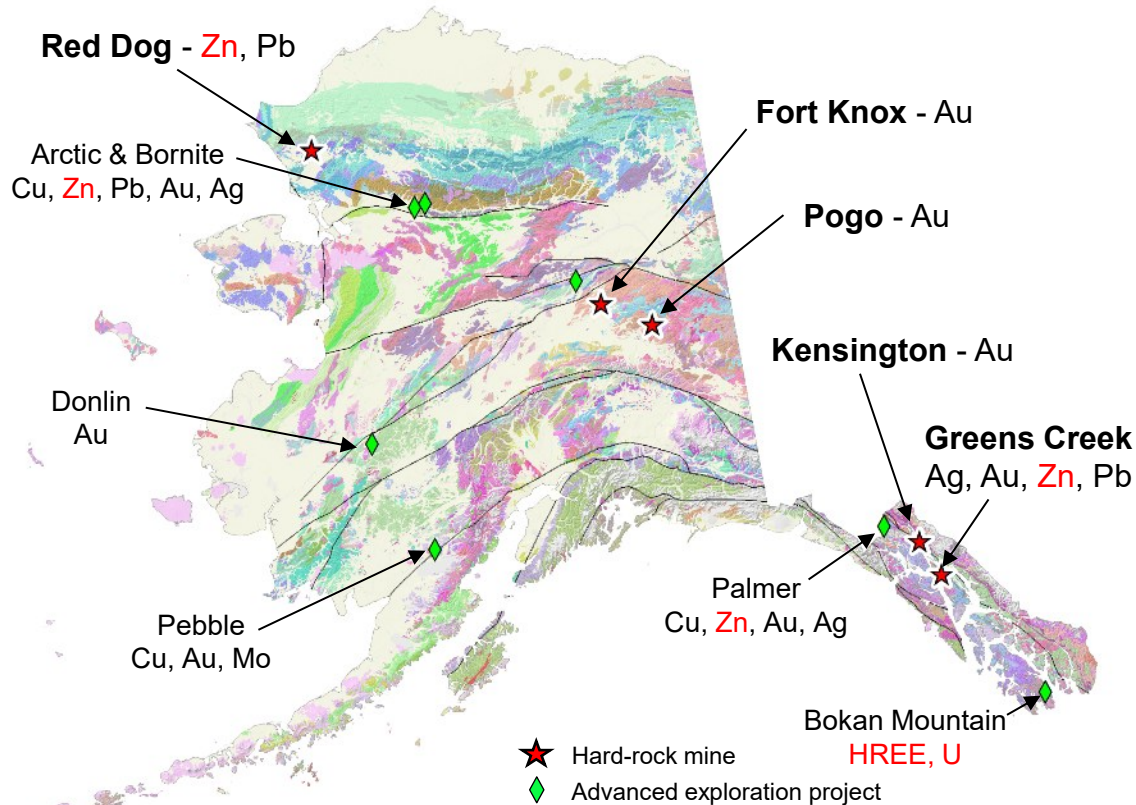 Red Dog - Zn, Pb
Arctic & Bornite
Cu, Zn, Pb, Au, Ag
Fort Knox - Au
Pogo - Au
Kensington - Au
Greens Creek
Ag, Au, Zn, Pb
Donlin
Au
Pebble
Cu, Au, Mo
Palmer
Cu, Zn, Au, Ag
Bokan Mountain
HREE, U
Hard-rock mine
Advanced exploration project